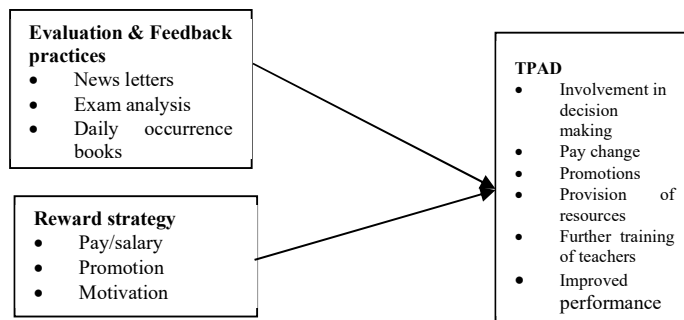 Evaluation & Feedback
practices
• News letters
• Exam analysis
• Daily occurrence
books
Reward strategy
• Pay/salary
• Promotion
• Motivation
TPAD
• Involvement in
decision
making
• Pay change
• Promotions
• Provision of
resources
• Further training
of teachers
• Improved
performance